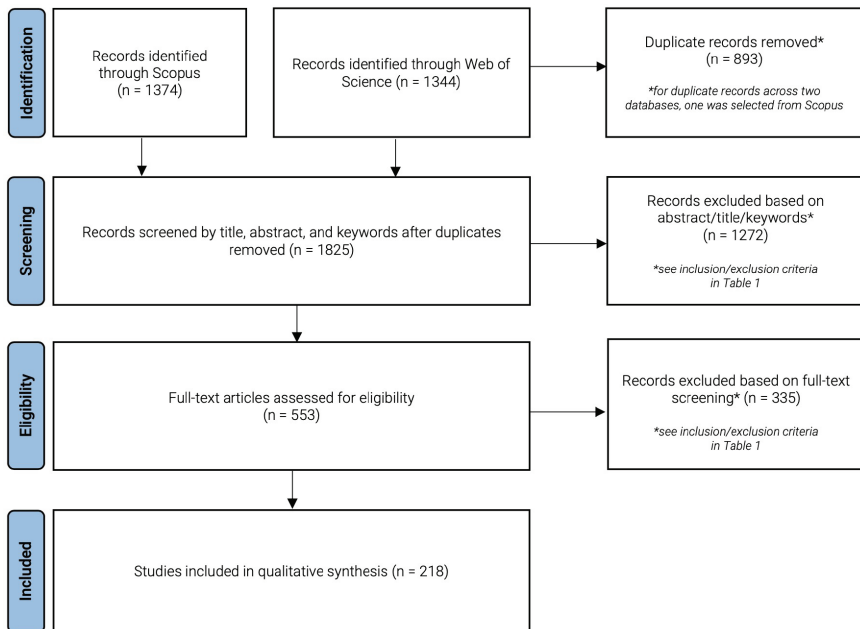 Identification
Records identified
through Scopus
(n = 1374)
Records identified through Web of
Science (n = 1344)
Duplicate records removed*
(n = 893)
*for duplicate records across two
databases, one was selected from Scopus
Screening
Records screened by title, abstract, and keywords after duplicates
removed (n = 1825)
Records excluded based on
abstract/title/keywords*
(n = 1272)
*see inclusion/exclusion criteria
in Table 1
Eligibility
Full-text articles assessed for eligibility
(n = 553)
Records excluded based on full-text
screening* (n = 335)
*see inclusion/exclusion criteria
in Table 1
Included
Studies included in qualitative synthesis (n = 218)